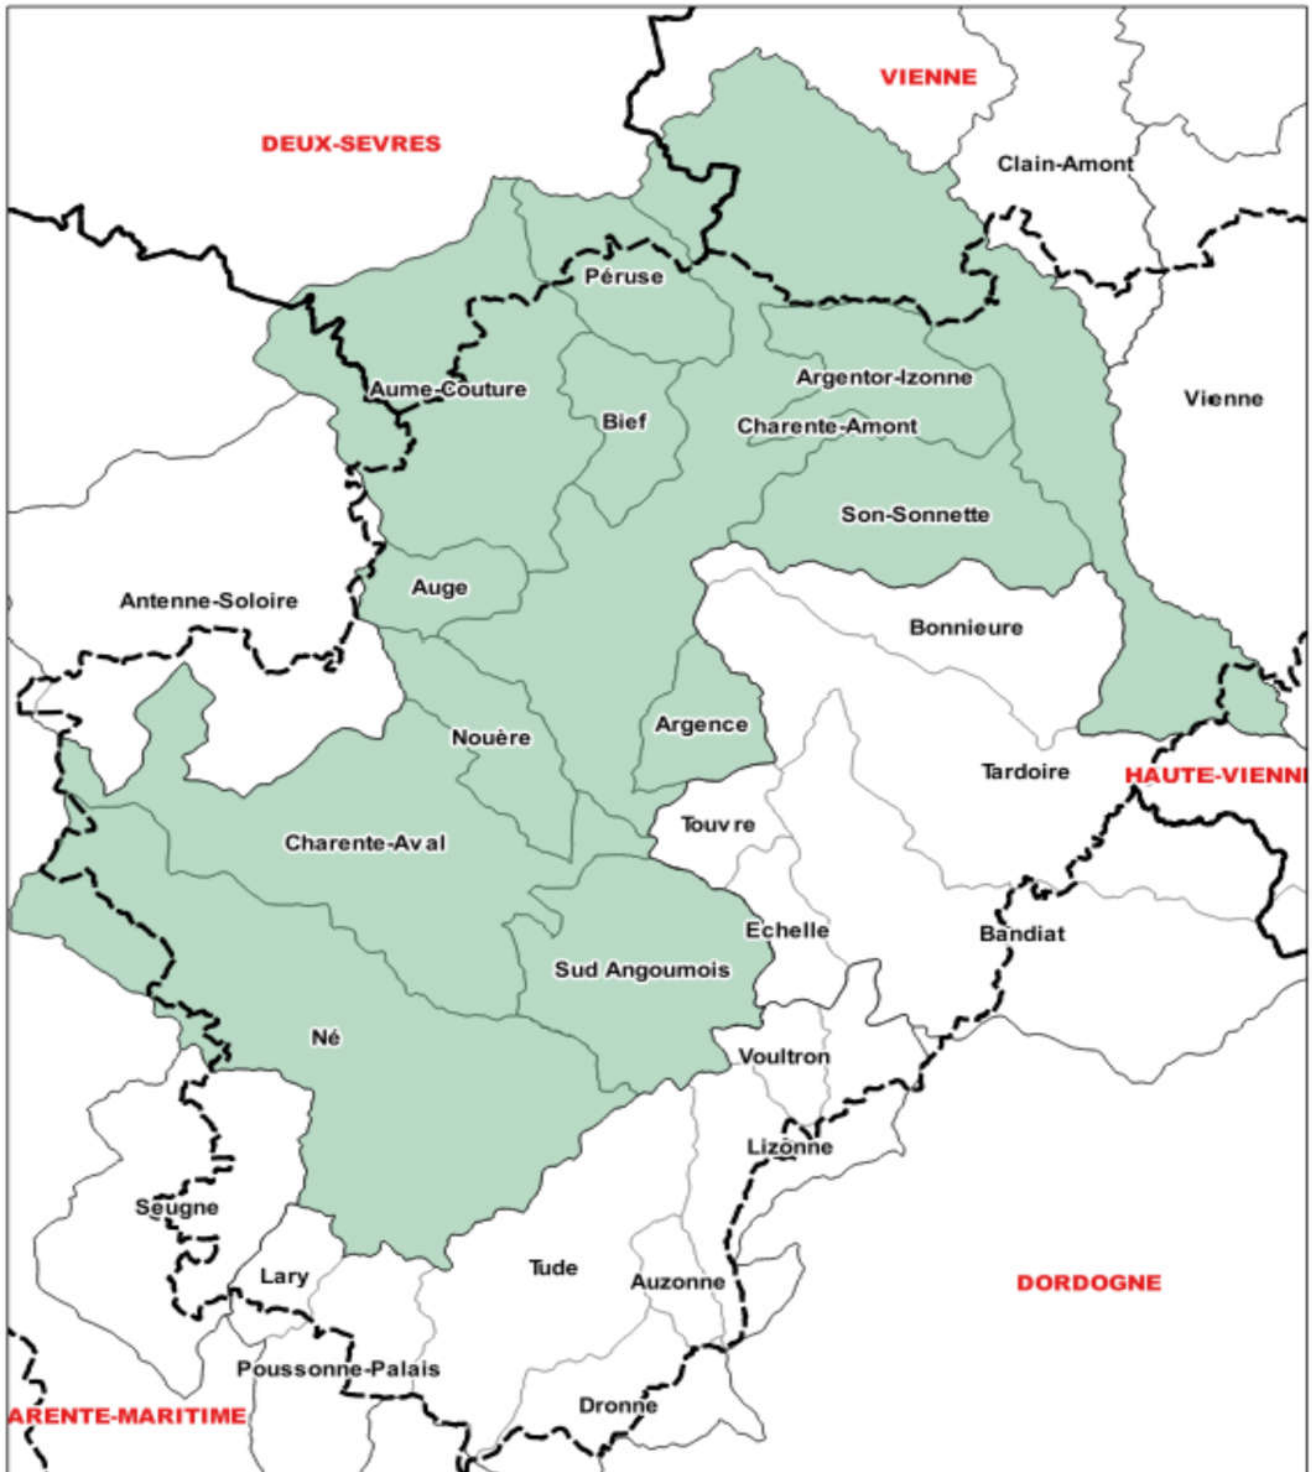 VIENNE
DEUX-SEVRES
Clain-Amont
Péruse
Argentor-Izonne
Aume-Couture
Vienne
Bief
Charente-Amont
Son-Sonnette
Auge
Antenne-Soloire
Bonnieure
Argence
Nouère
Tardoire
HAUTE-VIENN
Touvre
Charente-Aval
Echelle
Bandiat
Sud Angoumois
Né
Voultron
Lizonne
Seugne
Tude
Lary
Auzonne
DORDOGNE
Poussonne-Palais
Dronne
ARENTE-MARITIME